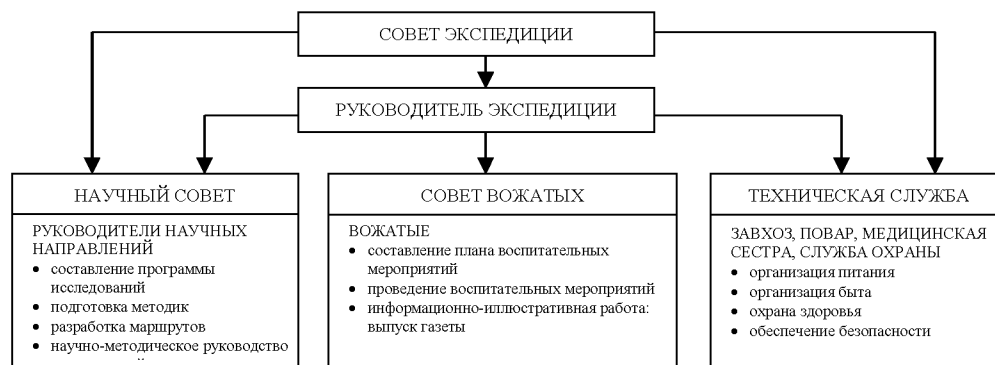 СОВЕТ ЭКСПЕДИЦИИ
РУКОВОДИТЕЛЬ ЭКСПЕДИЦИИ
НАУЧНЫЙ СОВЕТ
РУКОВОДИТЕЛИ НАУЧНЫХ
НАПРАВЛЕНИЙ
• составление программы
исследований
• подготовка методик
• разработка маршрутов
• научно-методическое руководство
СОВЕТ ВОЖАТЫХ
ВОЖАТЫЕ
• составление плана воспитательных
мероприятий
• проведение воспитательных мероприятий
• информационно-иллюстративная работа:
выпуск газеты
ТЕХНИЧЕСКАЯ СЛУЖБА
ЗАВХОЗ, ПОВАР, МЕДИЦИНСКАЯ
СЕСТРА, СЛУЖБА ОХРАНЫ
• организация питания
• организация быта
• охрана здоровья
• обеспечение безопасности